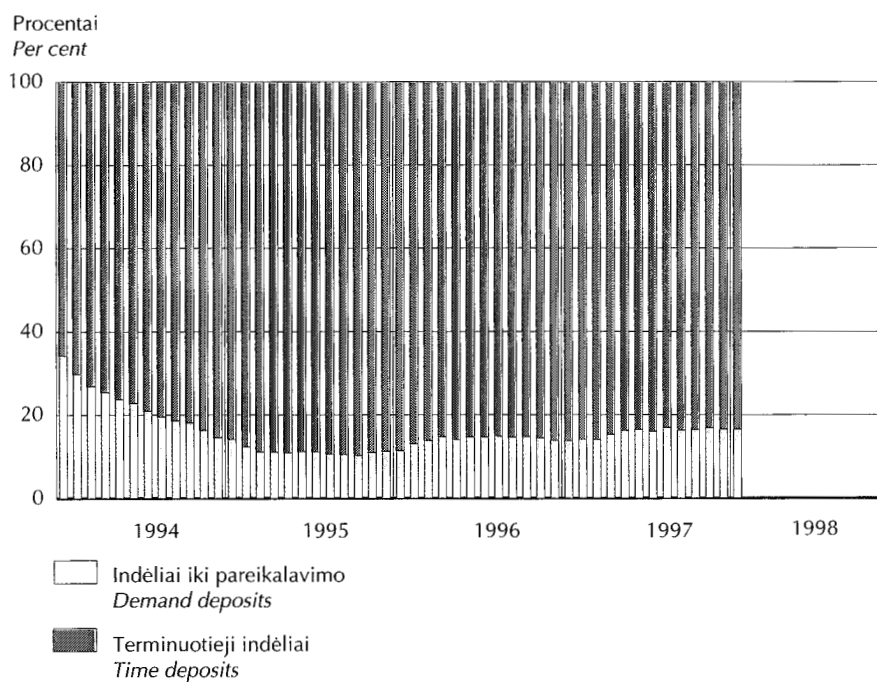 Procentai
Per cent
100
80
60
40
20
0
1994 1995 1996 1997 1998
Indėliai iki pareikalavimo
Demand deposits
Terminuotieji indėliai
Time deposits